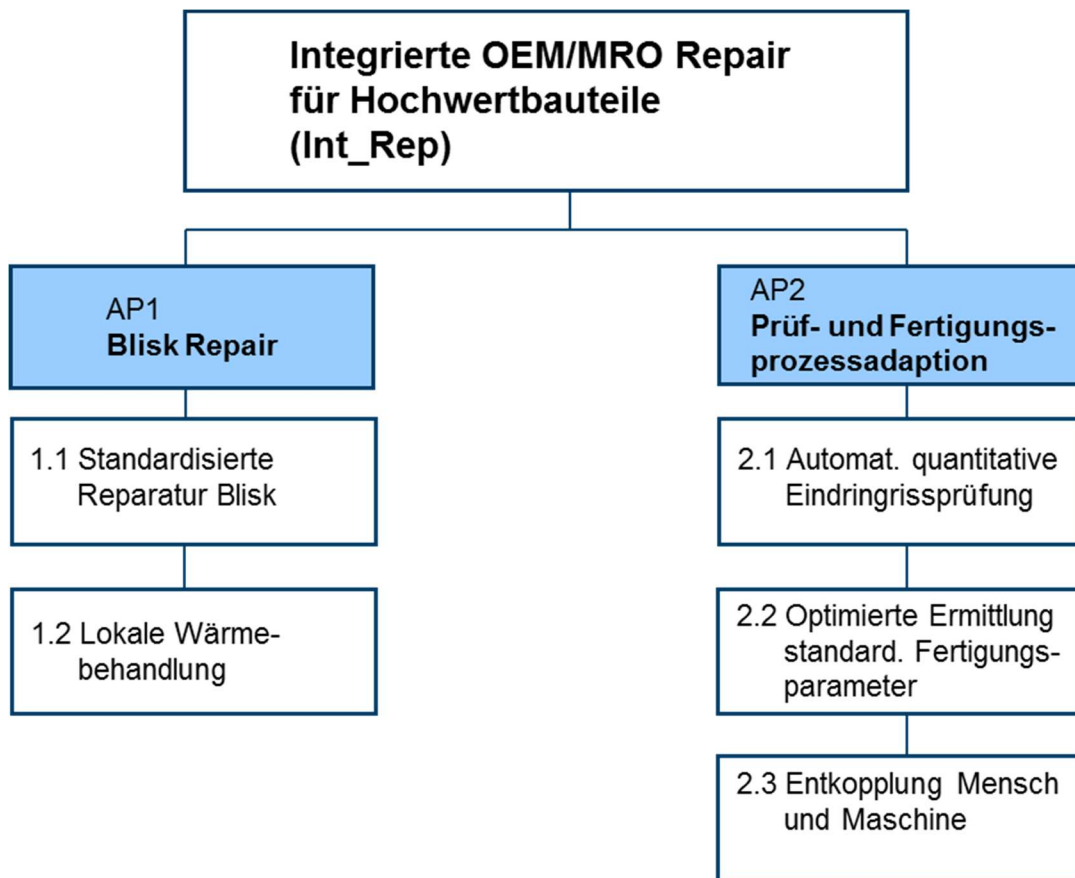 Integrierte OEM/MRO Repair
für Hochwertbauteile
(Int_Rep)
AP1
Blisk Repair
1.1 Standardisierte
Reparatur Blisk
1.2 Lokale Wärme-
behandlung
AP2
Prüf- und Fertigungs-
prozessadaption
2.1 Automat. quantitative
Eindringrissprüfung
2.2 Optimierte Ermittlung
standard. Fertigungs-
parameter
2.3 Entkopplung Mensch
und Maschine